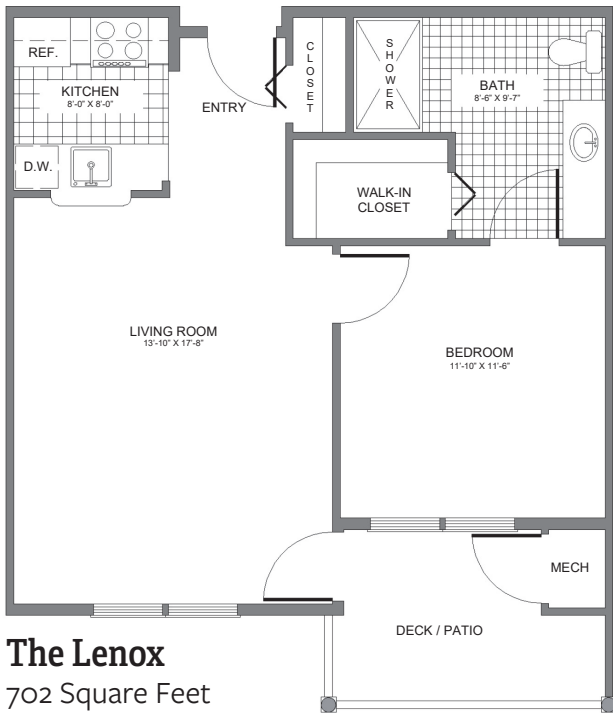 REF.
KITCHEN
8'-0" X 8'-0"
D.W.
ENTRY
CLOSET
SHOWER
BATH
8'-6" X 9'-7"
WALK-IN
CLOSET
LIVING ROOM
13'-10" X 17'-8"
BEDROOM
11'-10" X 11'-6"
MECH
DECK / PATIO
The Lenox
702 Square Feet